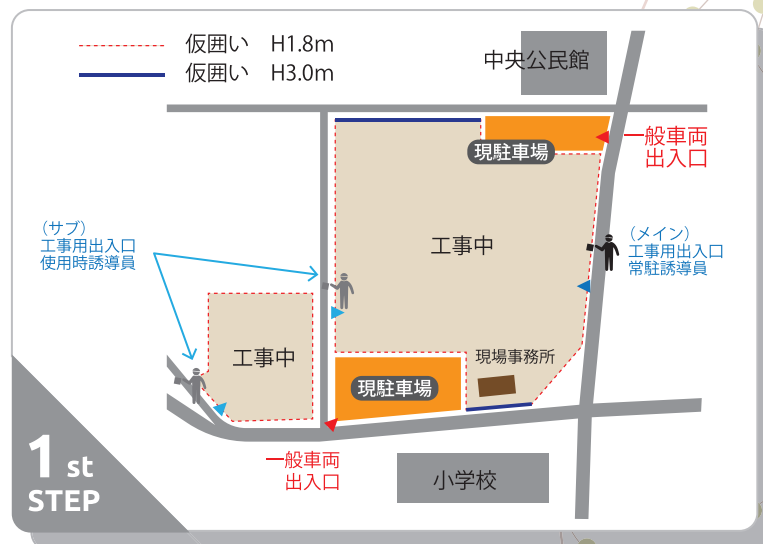 仮囲い　H1.8m
仮囲い　H3.0m
中央公民館
現駐車場
一般車両
出入口
（サブ）
工事用出入口
使用時誘導員
工事中
（メイン）
工事用出入口
常駐誘導員
工事中
現場事務所
現駐車場
一般車両
出入口
小学校
1st
STEP